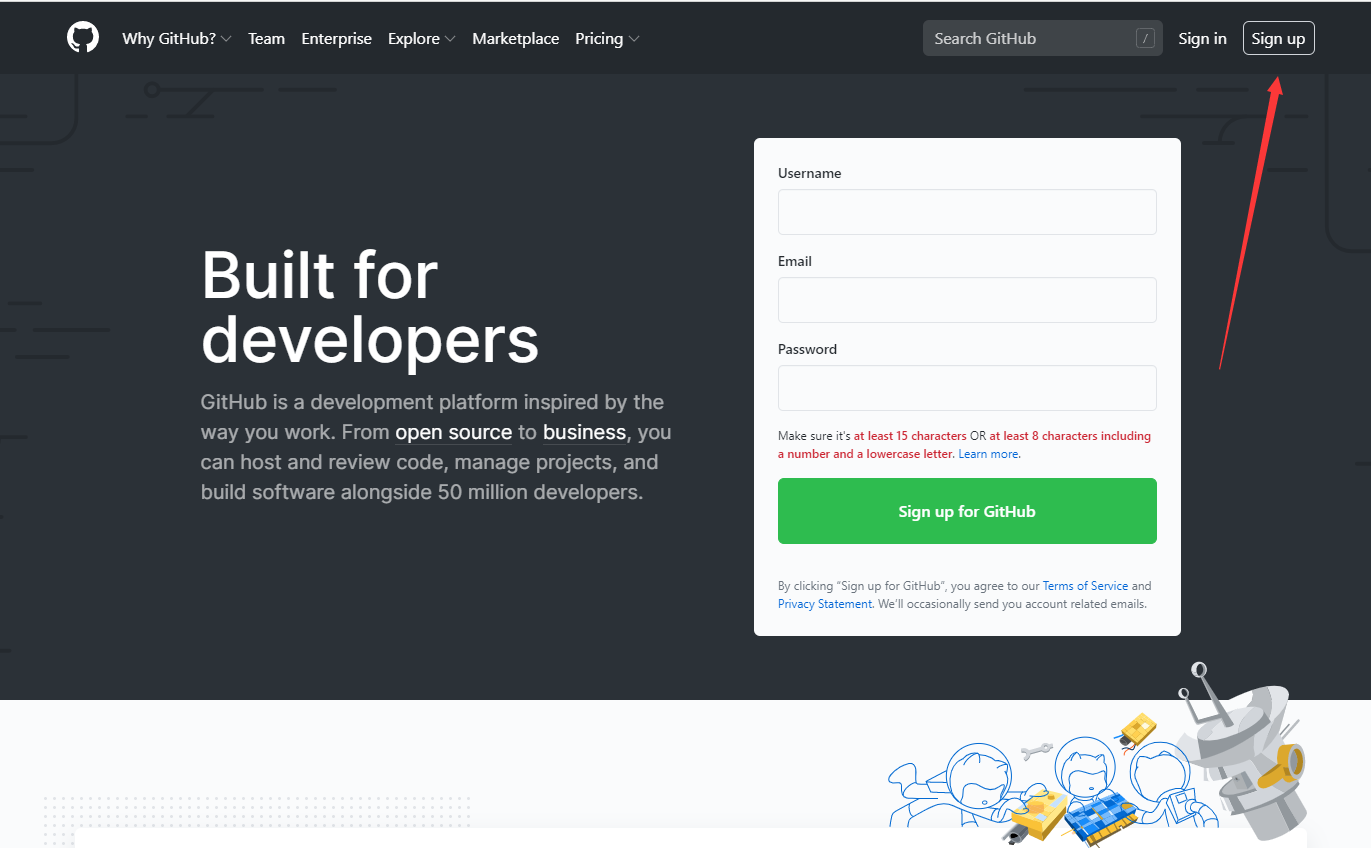 Why GitHub? Team Enterprise Explore Marketplace Pricing Search GitHub / Sign in Sign up
Built for
developers
GitHub is a development platform inspired by the
way you work. From open source to business, you
can host and review code, manage projects, and
build software alongside 50 million developers.
Username
Email
Password
Make sure it's at least 15 characters OR at least 8 characters including
a number and a lowercase letter. Learn more.
Sign up for GitHub
By clicking “Sign up for GitHub”, you agree to our Terms of Service and
Privacy Statement. We’ll occasionally send you account related emails.